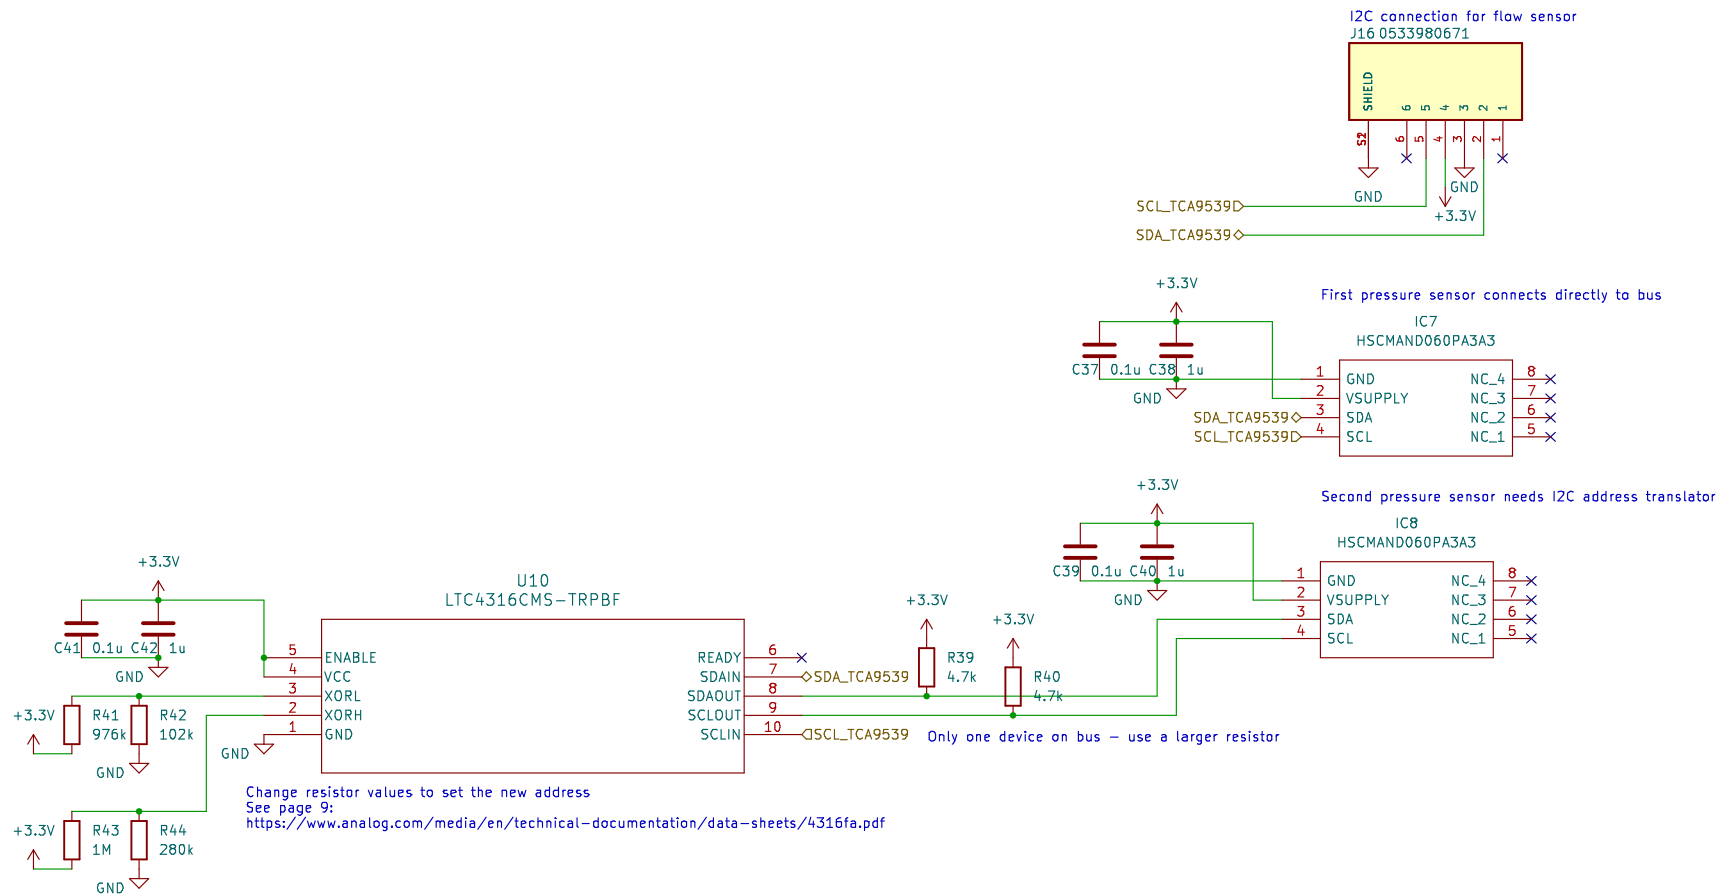 I2C connection for flow sensor
J16 0533980671
SHIELD
6 5 4 3 2 1
6 5 4 3 2 1
GND
GND
+3.3V
SCL_TCA9539
SDA_TCA9539
+3.3V
First pressure sensor connects directly to bus
IC7
HSCMAND060PA3A3
C37 0.1u C38 1u
GND
1 GND NC_4 8
2 VSUPPLY NC_3 7
SDA_TCA9539 3 SDA NC_2 6
SCL_TCA9539 4 SCL NC_1 5
+3.3V
Second pressure sensor needs I2C address translator
IC8
HSCMAND060PA3A3
C39 0.1u C40 1u
GND
1 GND NC_4 8
2 VSUPPLY NC_3 7
3 SDA NC_2 6
4 SCL NC_1 5
+3.3V
U10
LTC4316CMS-TRPBF
C41 0.1u C42 1u
GND
+3.3V
+3.3V
5 ENABLE READY 6
4 VCC SDAIN 7 SDA_TCA9539
3 XORL SDAOUT 8
2 XORH SCLOUT 9
1 GND SCLIN 10 SCL_TCA9539
R39
4.7k
R40
4.7k
+3.3V R41 R42
976k 102k
GND
GND
Only one device on bus – use a larger resistor
Change resistor values to set the new address
See page 9:
https://www.analog.com/media/en/technical-documentation/data-sheets/4316fa.pdf
+3.3V R43 R44
1M 280k
GND